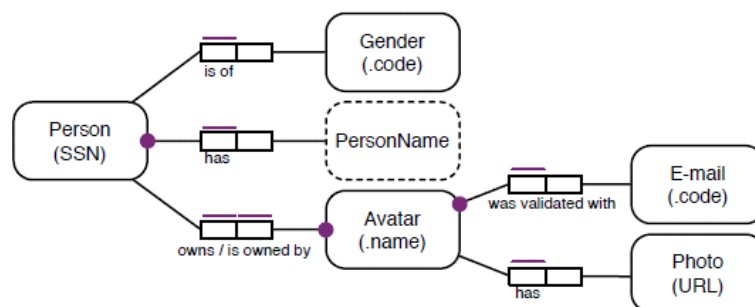 Gender
(.code)
is of
Person
(SSN)
PersonName
has
E-mail
(.code)
was validated with
Avatar
(.name)
owns / is owned by
Photo
(URL)
has